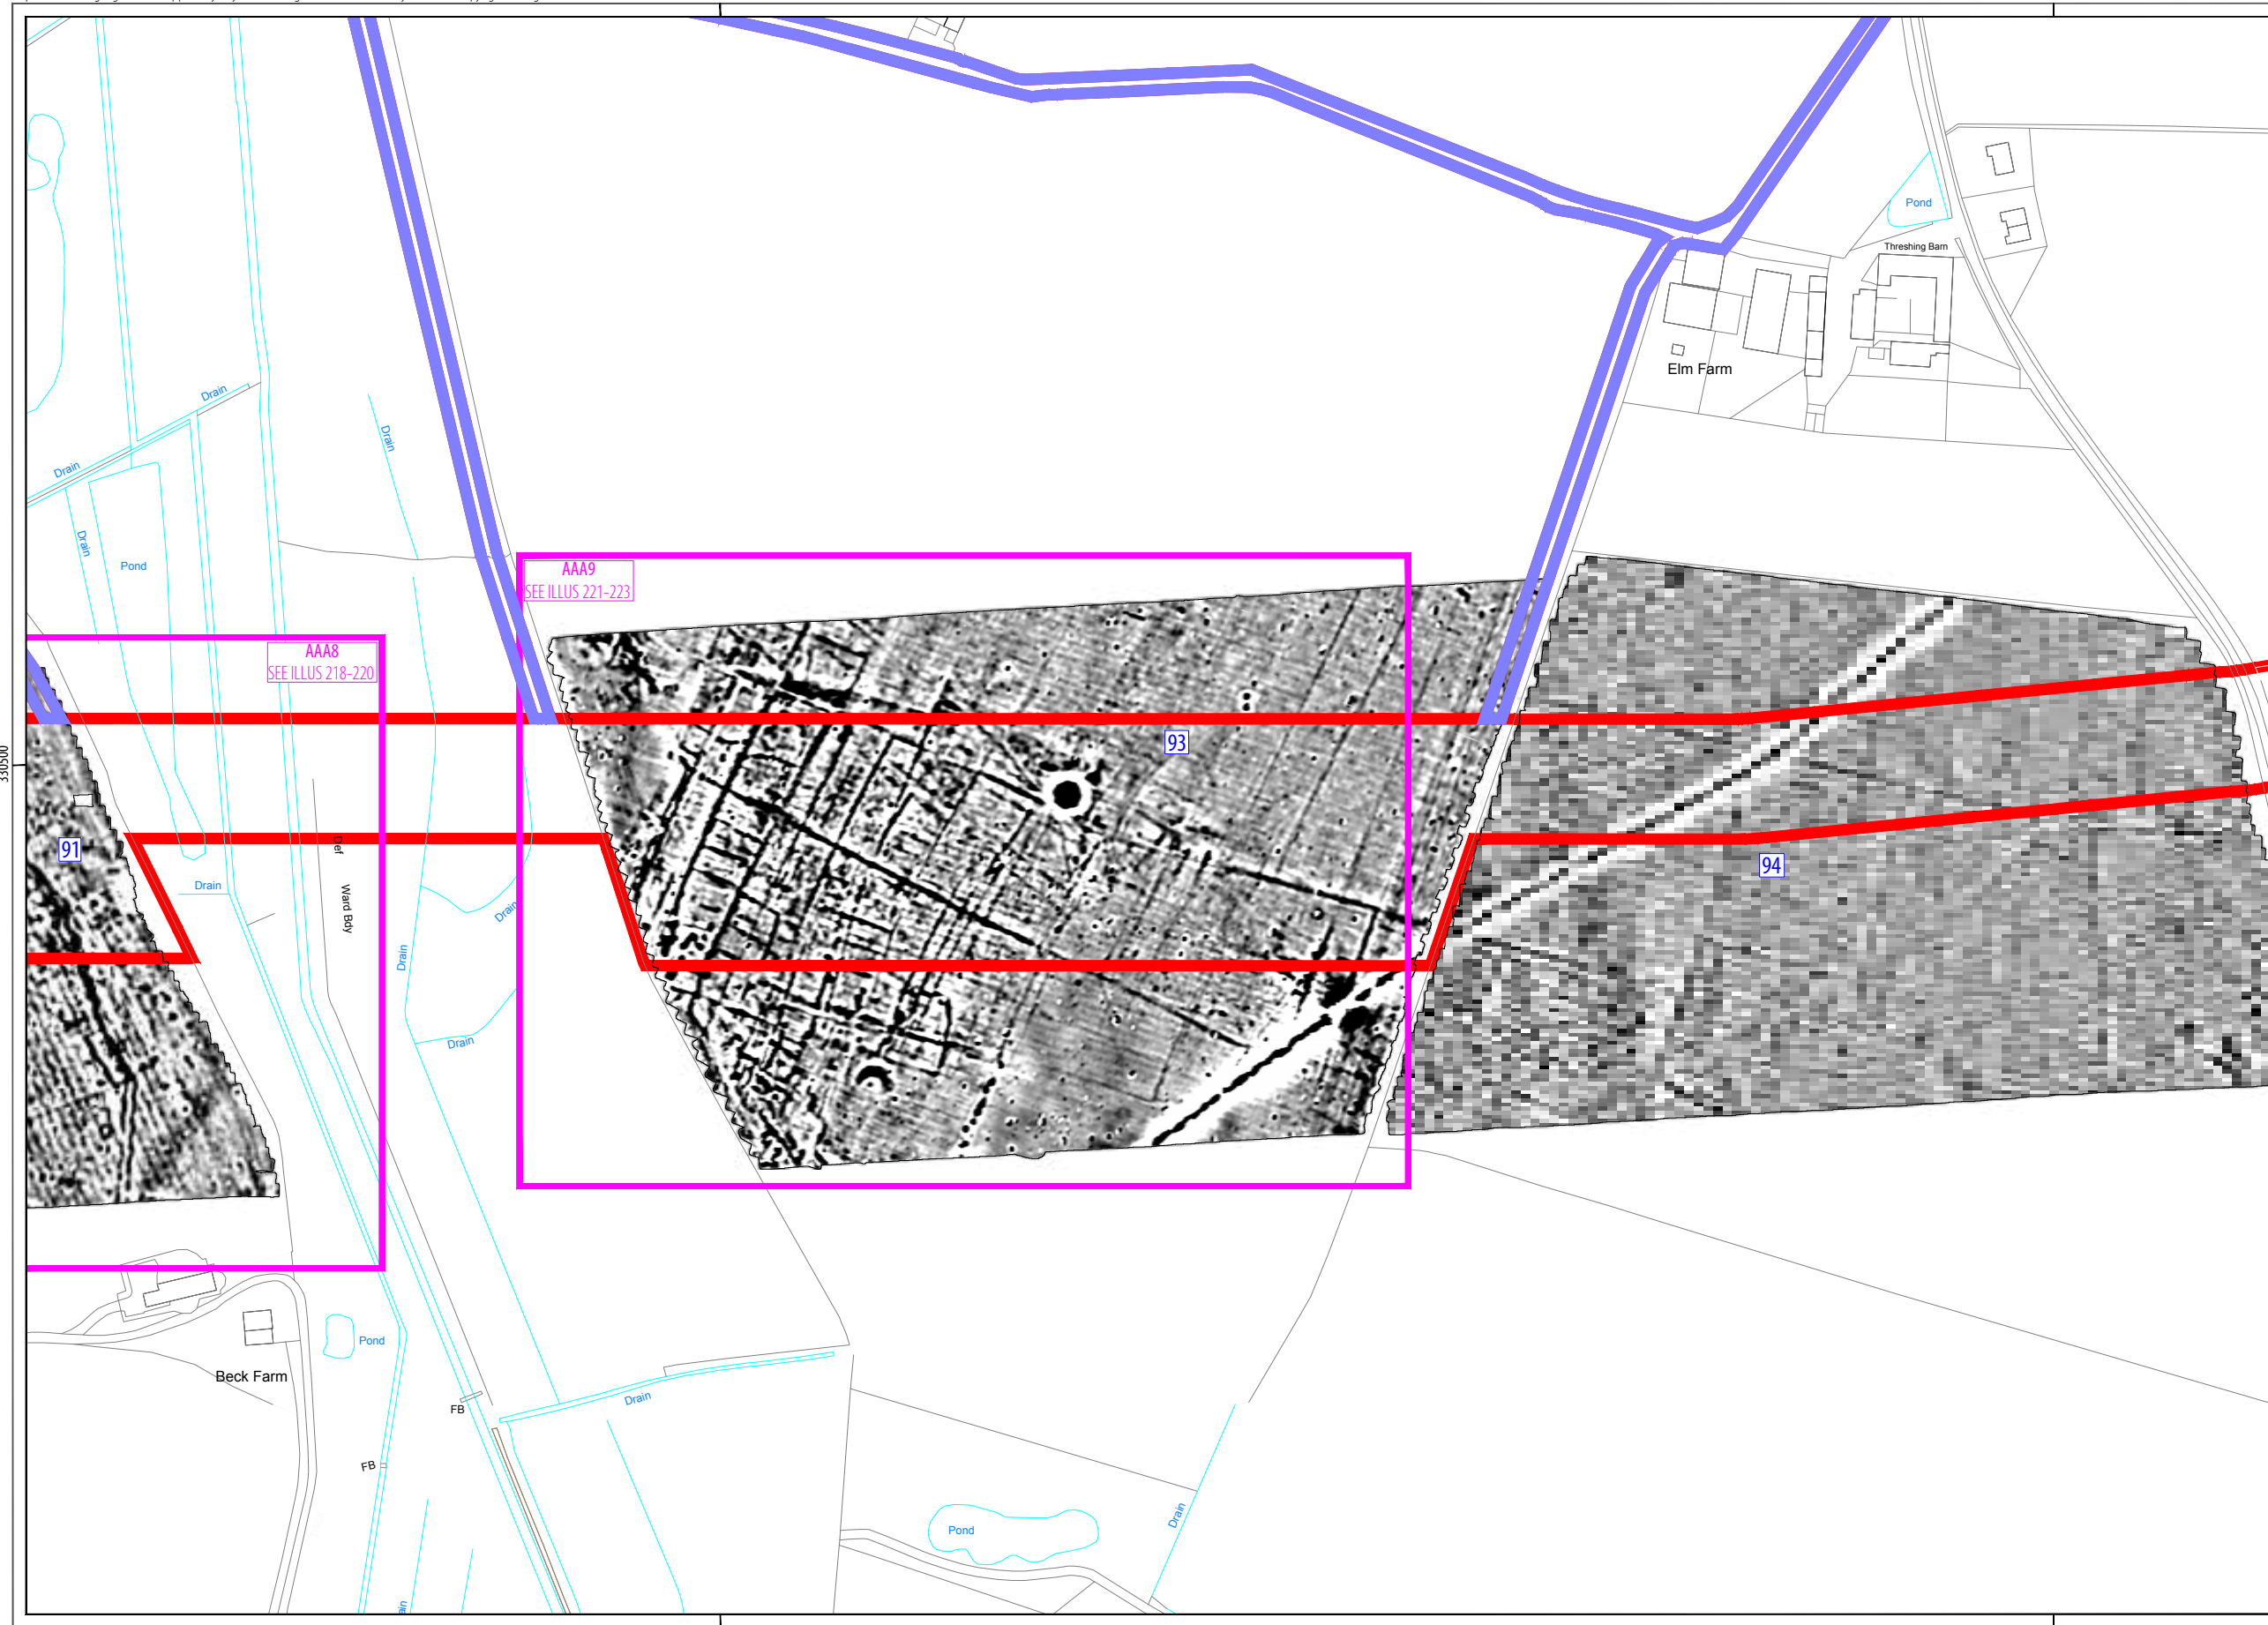 Pond
Threshing Barn
Elm Farm
Drain
Drain
Drain
Drain
Pond
AAA9
SEE ILLUS 221-223
AAA8
SEE ILLUS 218-220
93
330500
91
Def
94
Drain
Ward Bdy
Drain
Drain
Drain
Pond
Beck Farm
Drain
FB
FB
Drain
Pond